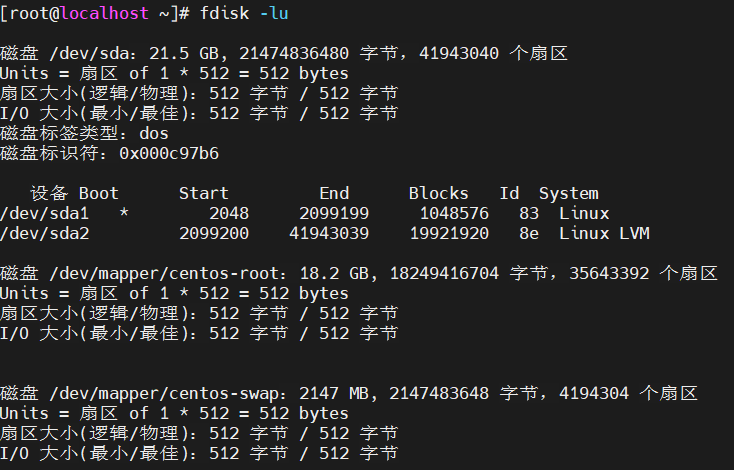 [root@localhost ~]# fdisk -lu
磁盘 /dev/sda：21.5 GB, 21474836480 字节，41943040 个扇区
Units = 扇区 of 1 * 512 = 512 bytes
扇区大小(逻辑/物理)：512 字节 / 512 字节
I/O 大小(最小/最佳)：512 字节 / 512 字节
磁盘标签类型：dos
磁盘标识符：0x000c97b6
设备 Boot      Start         End      Blocks   Id  System
/dev/sda1   *        2048     2099199     1048576   83  Linux
/dev/sda2         2099200    41943039    19921920   8e  Linux LVM
磁盘 /dev/mapper/centos-root：18.2 GB, 18249416704 字节，35643392 个扇区
Units = 扇区 of 1 * 512 = 512 bytes
扇区大小(逻辑/物理)：512 字节 / 512 字节
I/O 大小(最小/最佳)：512 字节 / 512 字节
磁盘 /dev/mapper/centos-swap：2147 MB, 2147483648 字节，4194304 个扇区
Units = 扇区 of 1 * 512 = 512 bytes
扇区大小(逻辑/物理)：512 字节 / 512 字节
I/O 大小(最小/最佳)：512 字节 / 512 字节